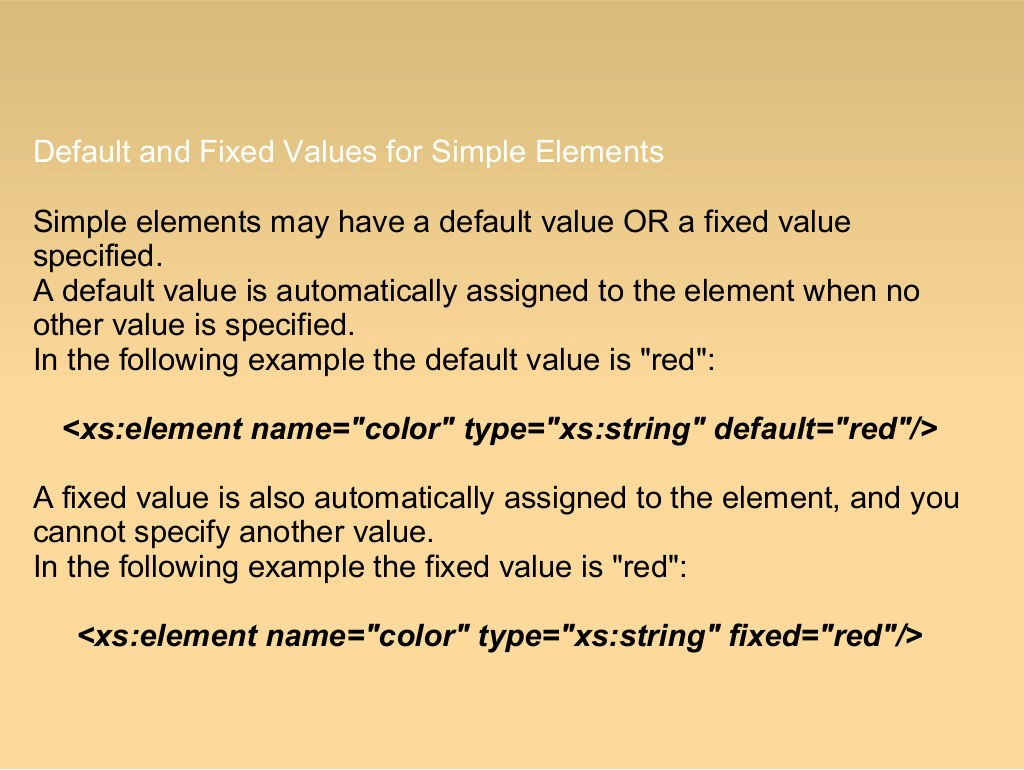 Default and Fixed Values for Simple Elements
Simple elements may have a default value OR a fixed value
specified.
A default value is automatically assigned to the element when no
other value is specified.
In the following example the default value is "red":
<xs:element name="color" type="xs:string" default="red"/>
A fixed value is also automatically assigned to the element, and you
cannot specify another value.
In the following example the fixed value is "red":
<xs:element name="color" type="xs:string" fixed="red"/>